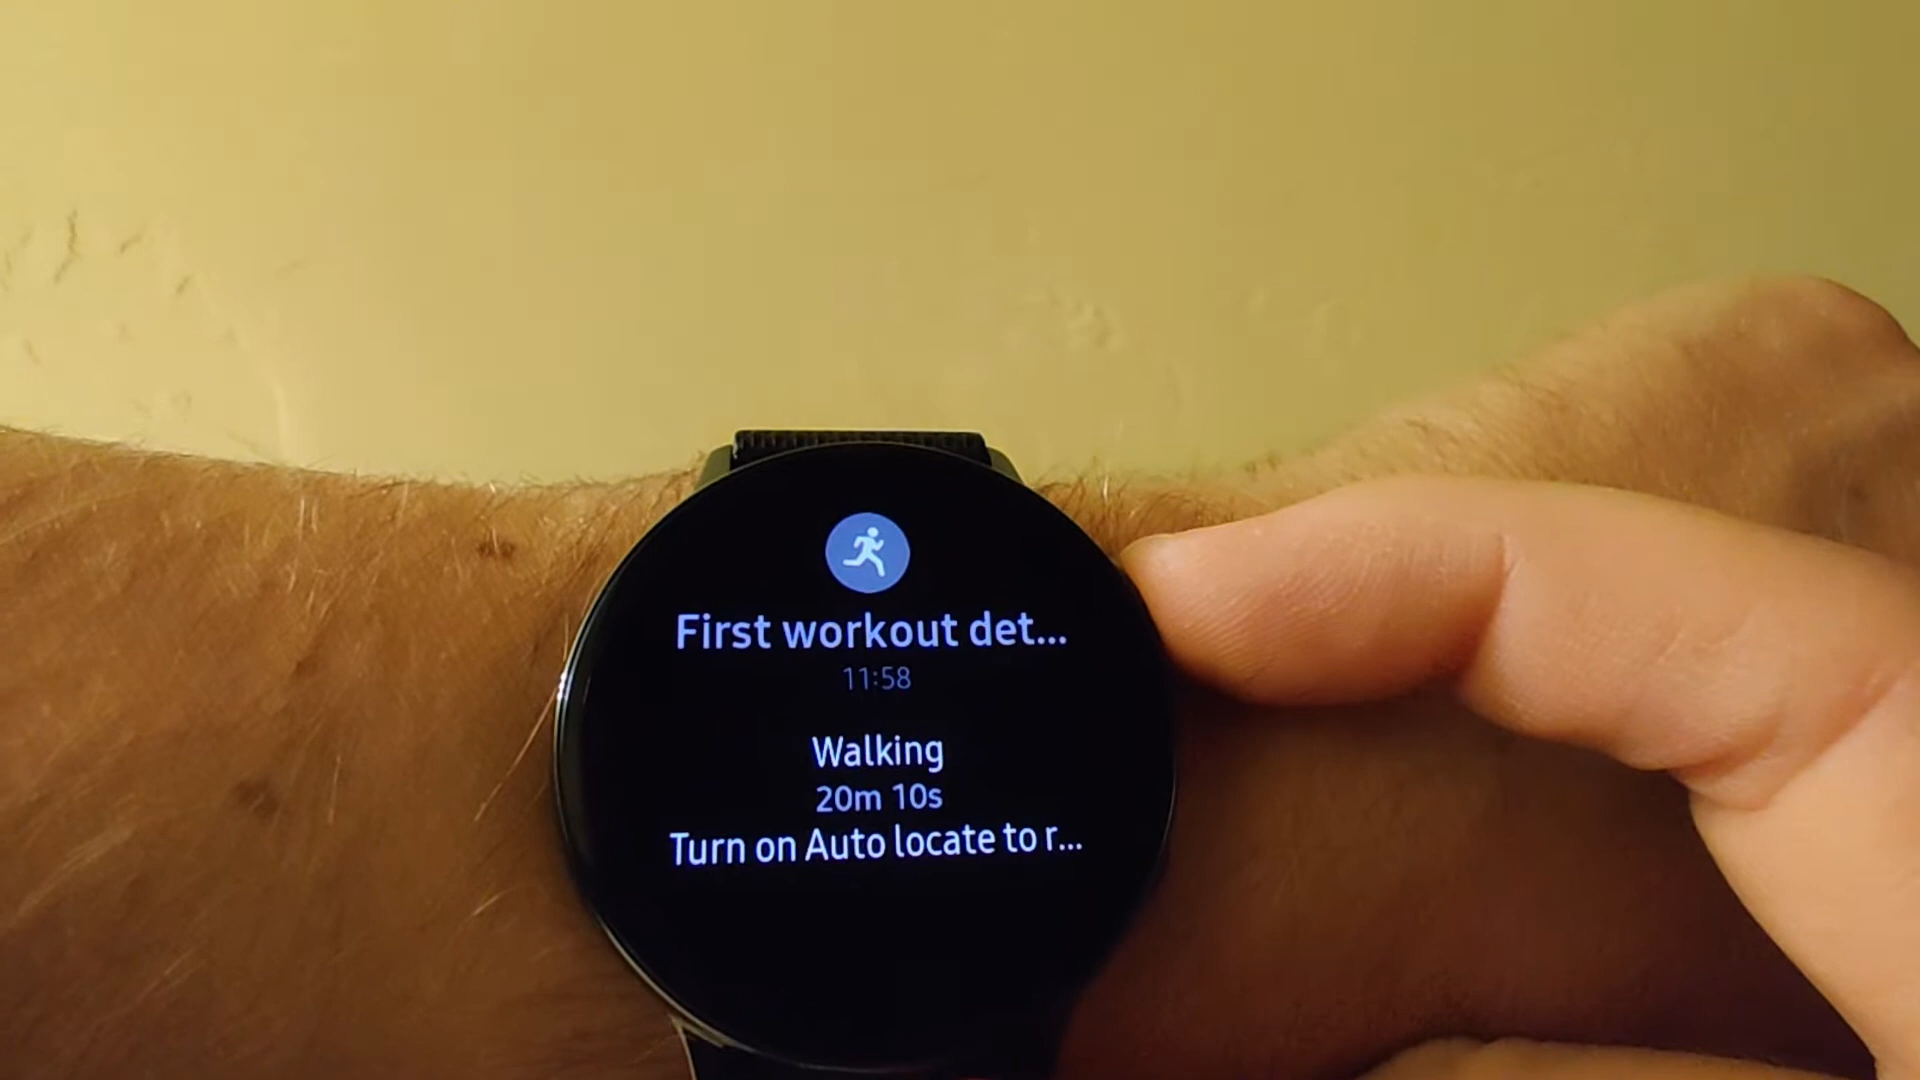 First workout det...
11:58
Walking
20m 10s
Turn on Auto locate to r...